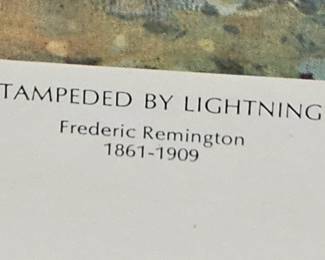 TAMPEDED BY LIGHTNING
Frederic Remington
1861-1909